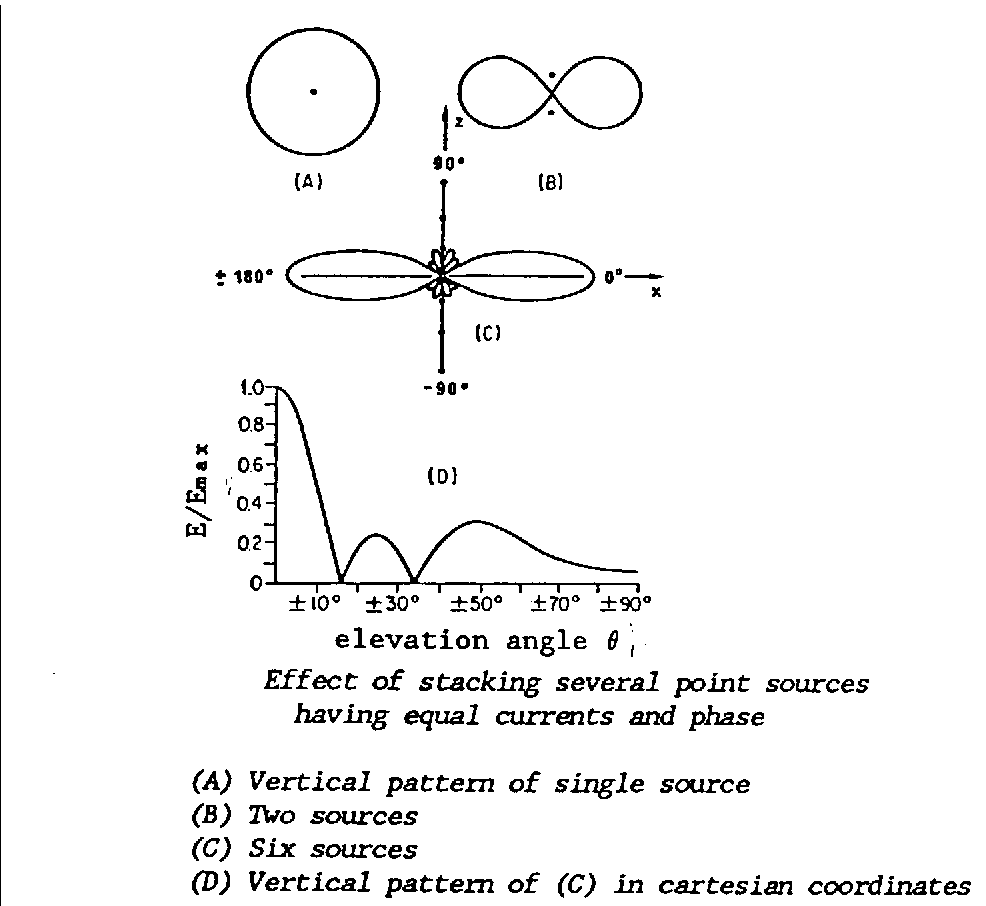 (A)
z
90°
(B)
± 180°
0°
x
(C)
-90°
1.0
0.8
0.6
0.4
0.2
0
E/Emax
(D)
±10° ±30° ±50° ±70° ±90°
elevation angle θ
Effect of stacking several point sources
having equal currents and phase
(A) Vertical pattern of single source
(B) Two sources
(C) Six sources
(D) Vertical pattern of (C) in cartesian coordinates